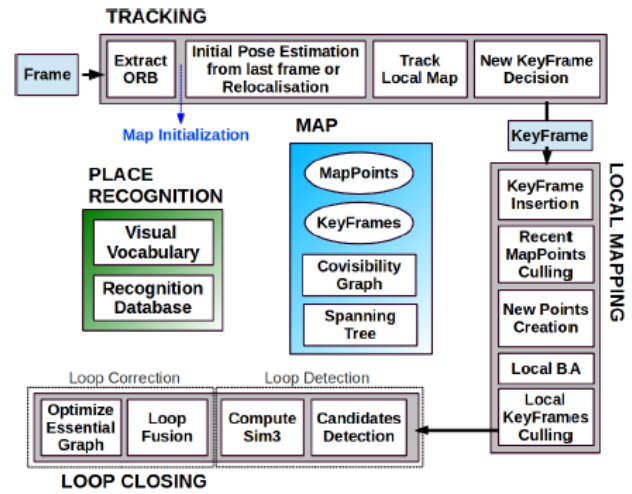 TRACKING
Frame
Extract
ORB
Initial Pose Estimation
from last frame or
Relocalisation
Track
Local Map
New KeyFrame
Decision
Map Initialization
KeyFrame
MAP
MapPoints
KeyFrames
Covisibility
Graph
Spanning
Tree
PLACE
RECOGNITION
Visual
Vocabulary
Recognition
Database
LOCAL MAPPING
KeyFrame
Insertion
Recent
MapPoints
Culling
New Points
Creation
Local BA
Local
KeyFrames
Culling
Loop Correction
Loop Detection
Optimize
Essential
Graph
Loop
Fusion
Compute
Sim3
Candidates
Detection
LOOP CLOSING